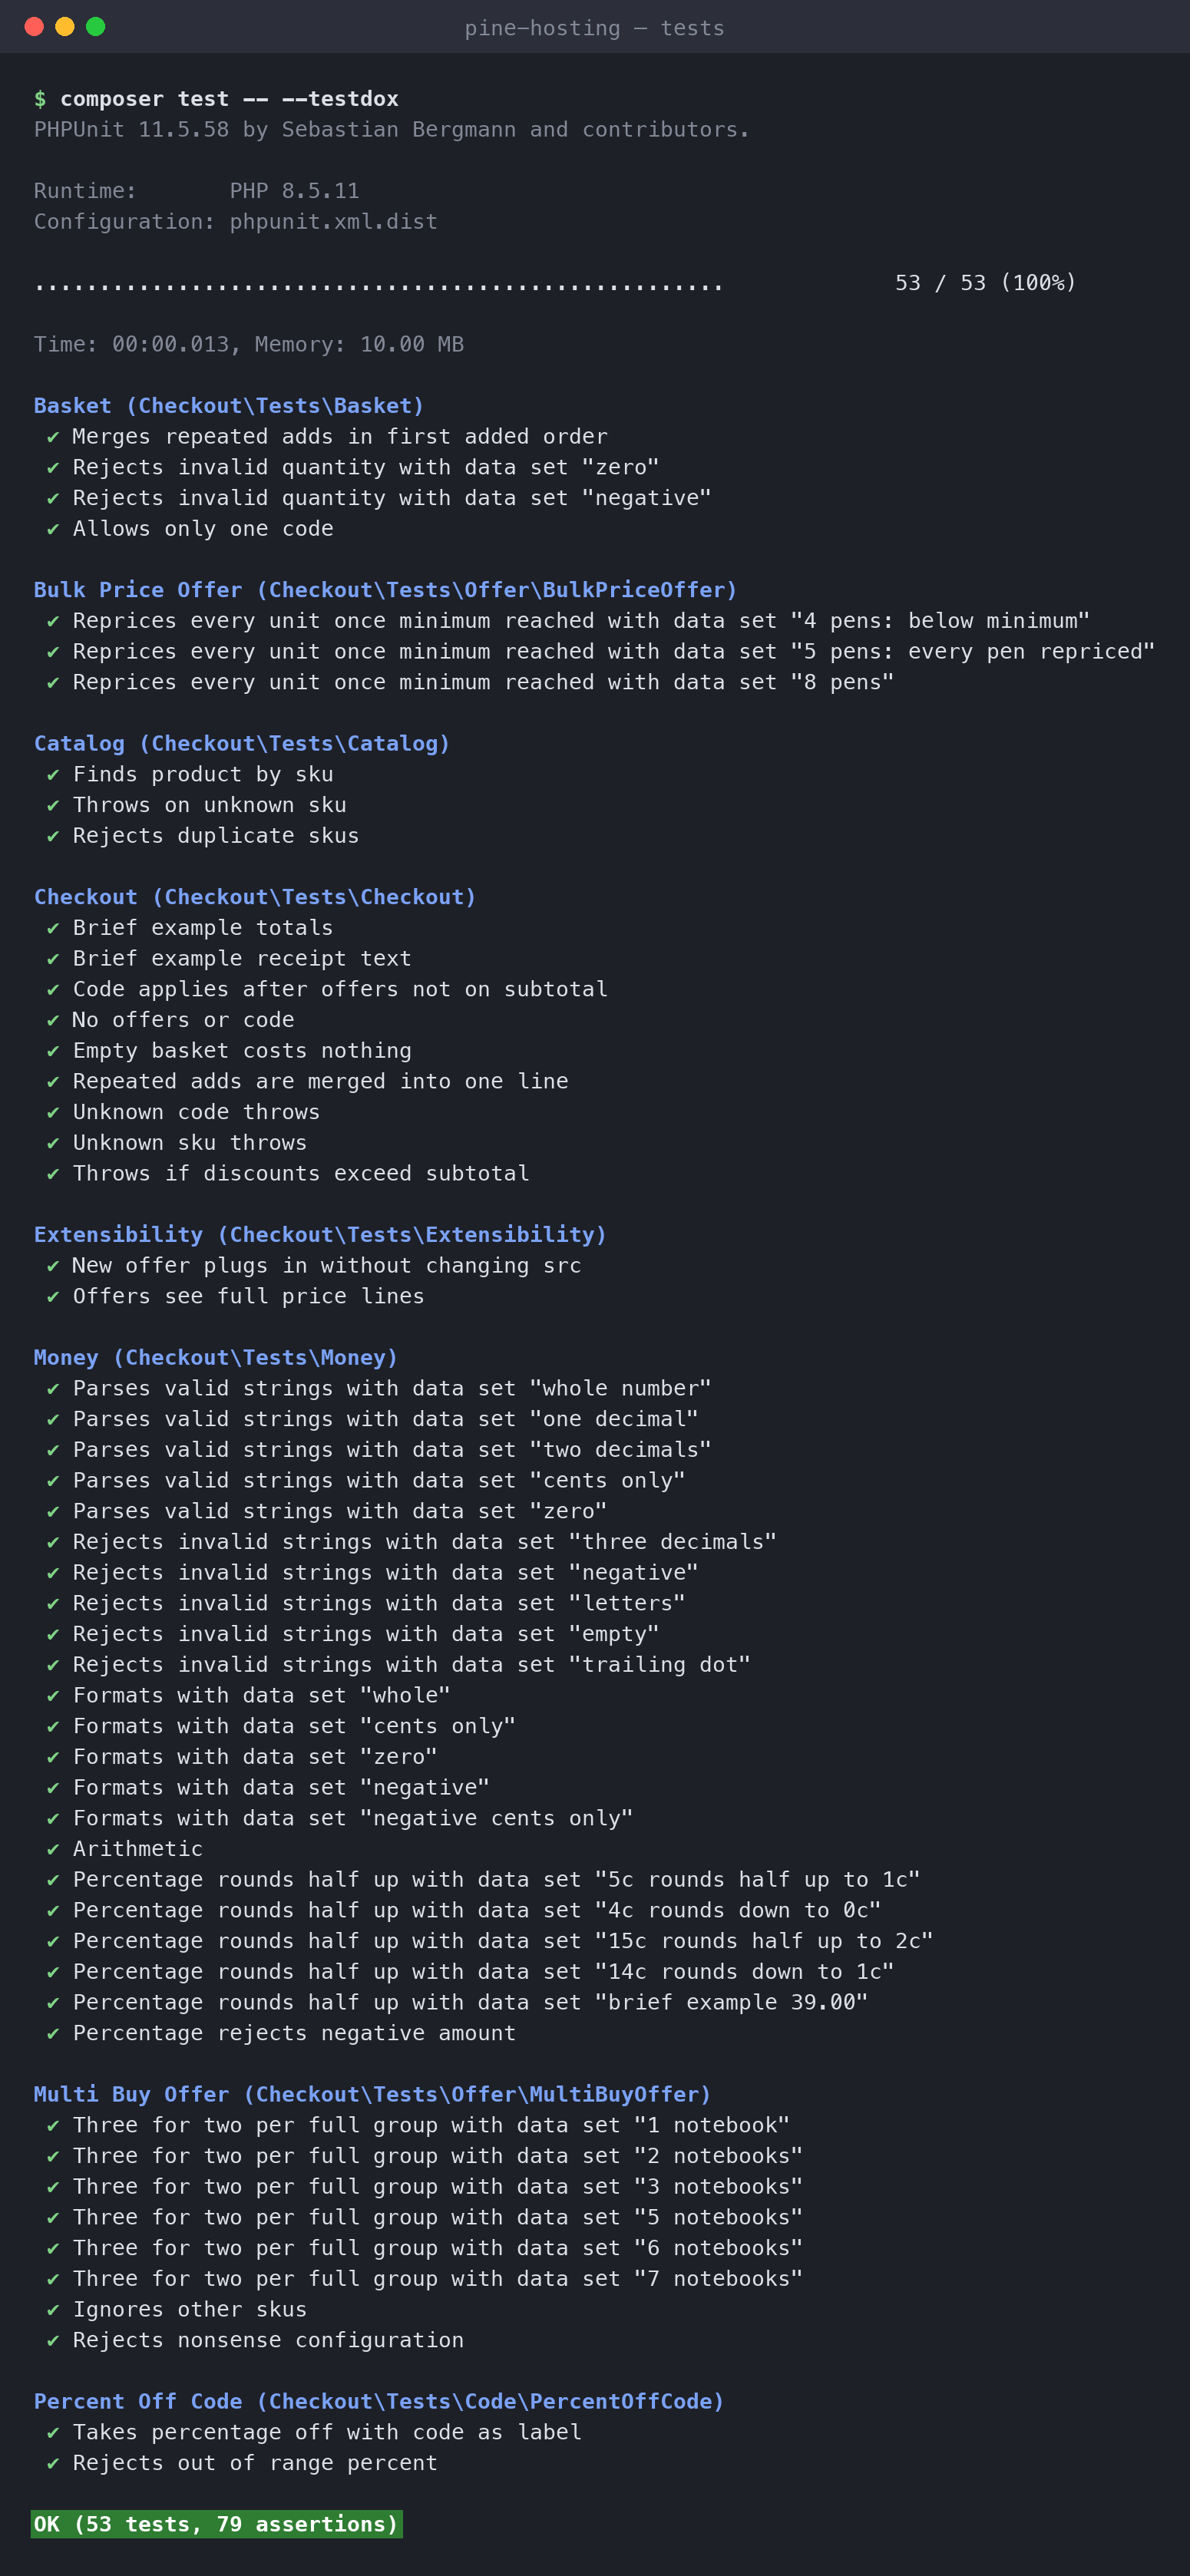 pine-hosting — tests
$ composer test -- --testdox
PHPUnit 11.5.58 by Sebastian Bergmann and contributors.
Runtime:       PHP 8.5.11
Configuration: phpunit.xml.dist
.....................................................             53 / 53 (100%)
Time: 00:00.013, Memory: 10.00 MB
Basket (Checkout\Tests\Basket)
✔ Merges repeated adds in first added order
✔ Rejects invalid quantity with data set "zero"
✔ Rejects invalid quantity with data set "negative"
✔ Allows only one code
Bulk Price Offer (Checkout\Tests\Offer\BulkPriceOffer)
✔ Reprices every unit once minimum reached with data set "4 pens: below minimum"
✔ Reprices every unit once minimum reached with data set "5 pens: every pen repriced"
✔ Reprices every unit once minimum reached with data set "8 pens"
Catalog (Checkout\Tests\Catalog)
✔ Finds product by sku
✔ Throws on unknown sku
✔ Rejects duplicate skus
Checkout (Checkout\Tests\Checkout)
✔ Brief example totals
✔ Brief example receipt text
✔ Code applies after offers not on subtotal
✔ No offers or code
✔ Empty basket costs nothing
✔ Repeated adds are merged into one line
✔ Unknown code throws
✔ Unknown sku throws
✔ Throws if discounts exceed subtotal
Extensibility (Checkout\Tests\Extensibility)
✔ New offer plugs in without changing src
✔ Offers see full price lines
Money (Checkout\Tests\Money)
✔ Parses valid strings with data set "whole number"
✔ Parses valid strings with data set "one decimal"
✔ Parses valid strings with data set "two decimals"
✔ Parses valid strings with data set "cents only"
✔ Parses valid strings with data set "zero"
✔ Rejects invalid strings with data set "three decimals"
✔ Rejects invalid strings with data set "negative"
✔ Rejects invalid strings with data set "letters"
✔ Rejects invalid strings with data set "empty"
✔ Rejects invalid strings with data set "trailing dot"
✔ Formats with data set "whole"
✔ Formats with data set "cents only"
✔ Formats with data set "zero"
✔ Formats with data set "negative"
✔ Formats with data set "negative cents only"
✔ Arithmetic
✔ Percentage rounds half up with data set "5c rounds half up to 1c"
✔ Percentage rounds half up with data set "4c rounds down to 0c"
✔ Percentage rounds half up with data set "15c rounds half up to 2c"
✔ Percentage rounds half up with data set "14c rounds down to 1c"
✔ Percentage rounds half up with data set "brief example 39.00"
✔ Percentage rejects negative amount
Multi Buy Offer (Checkout\Tests\Offer\MultiBuyOffer)
✔ Three for two per full group with data set "1 notebook"
✔ Three for two per full group with data set "2 notebooks"
✔ Three for two per full group with data set "3 notebooks"
✔ Three for two per full group with data set "5 notebooks"
✔ Three for two per full group with data set "6 notebooks"
✔ Three for two per full group with data set "7 notebooks"
✔ Ignores other skus
✔ Rejects nonsense configuration
Percent Off Code (Checkout\Tests\Code\PercentOffCode)
✔ Takes percentage off with code as label
✔ Rejects out of range percent
OK (53 tests, 79 assertions)